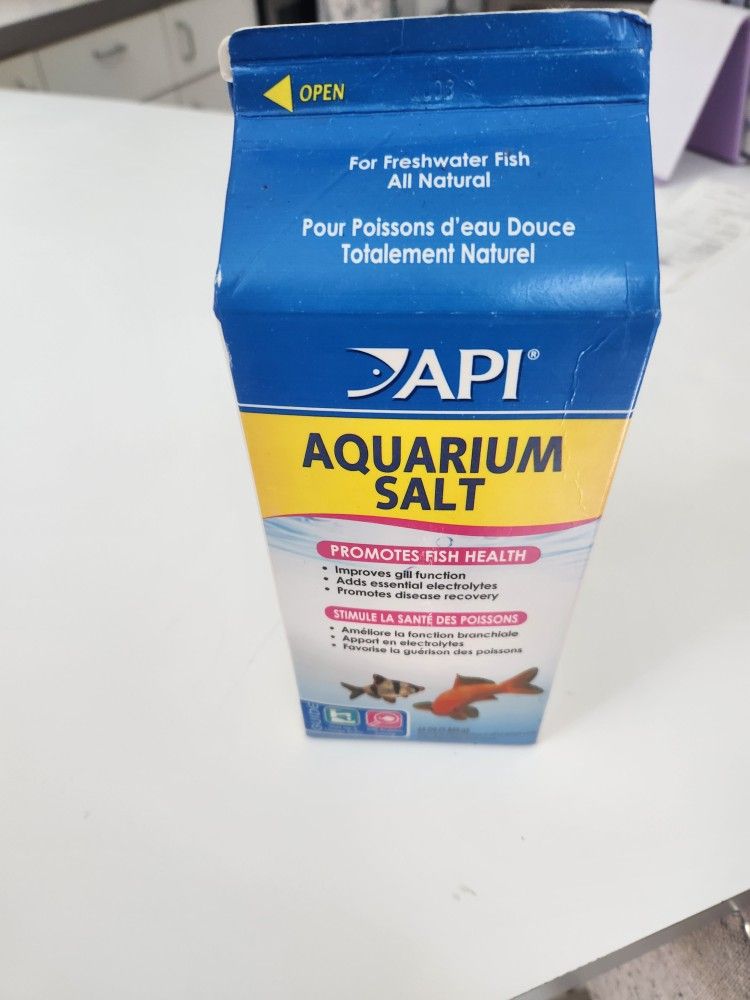 OPEN
For Freshwater Fish
All Natural
Pour Poissons d'eau Douce
Totalement Naturel
API®
AQUARIUM
SALT
PROMOTES FISH HEALTH
• Improves gill function
• Adds essential electrolytes
• Promotes disease recovery
STIMULE LA SANTÉ DES POISSONS
• Améliore la fonction branchiale
• Apport en electrolytes
• Favorise la guérison des poissons
GUIDE